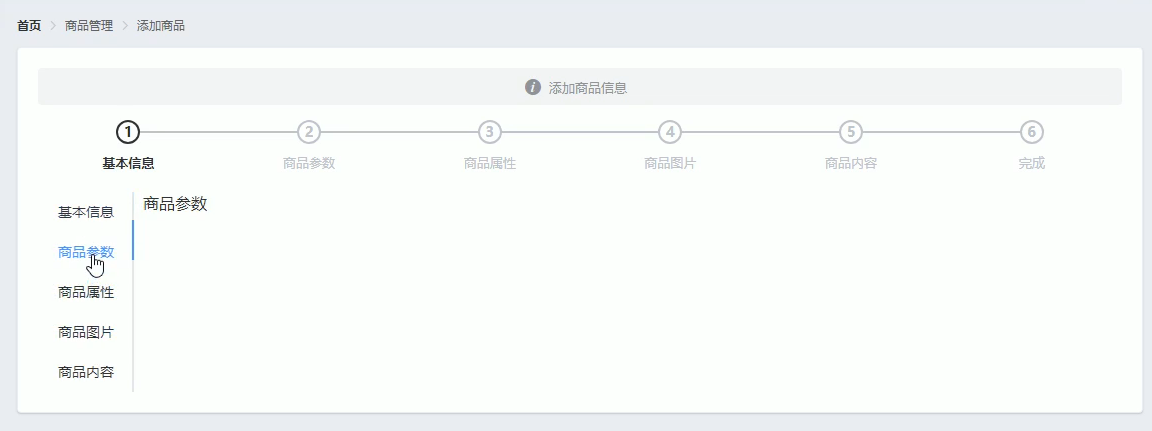 首页 > 商品管理 > 添加商品
添加商品信息
1 2 3 4 5 6
基本信息 商品参数 商品属性 商品图片 商品内容 完成
基本信息
商品参数
商品参数
商品属性
商品图片
商品内容